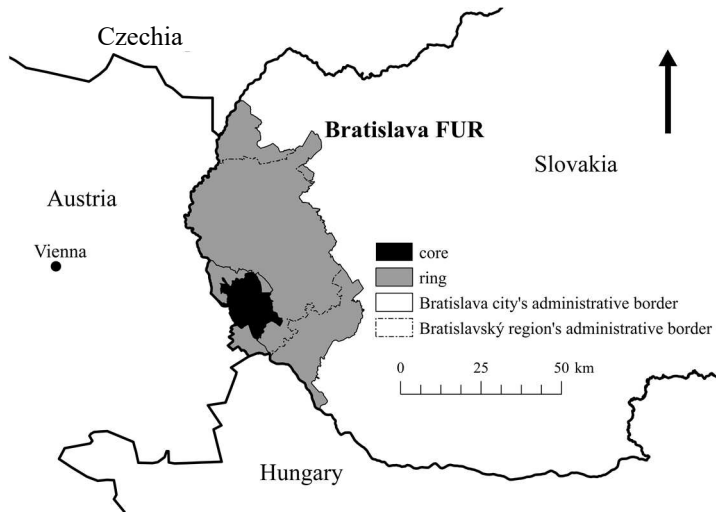 Czechia
Bratislava FUR
Slovakia
Austria
Vienna
core
ring
Bratislava city's administrative border
Bratislavský region's administrative border
0 25 50 km
Hungary